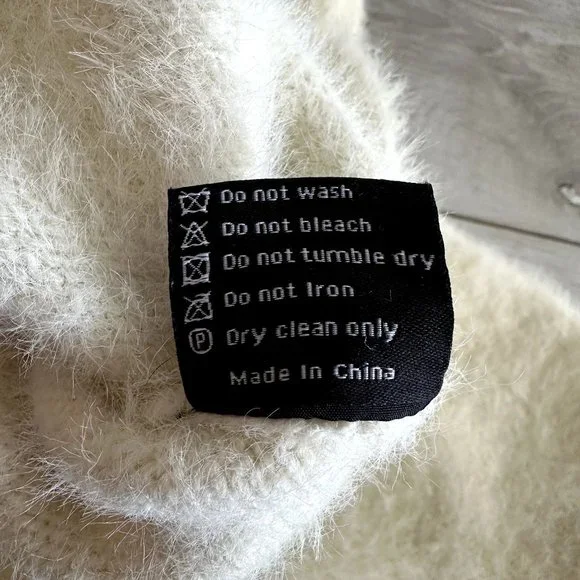 Do not wash
Do not bleach
Do not tumble dry
Do not Iron
P Dry clean only
Made In China